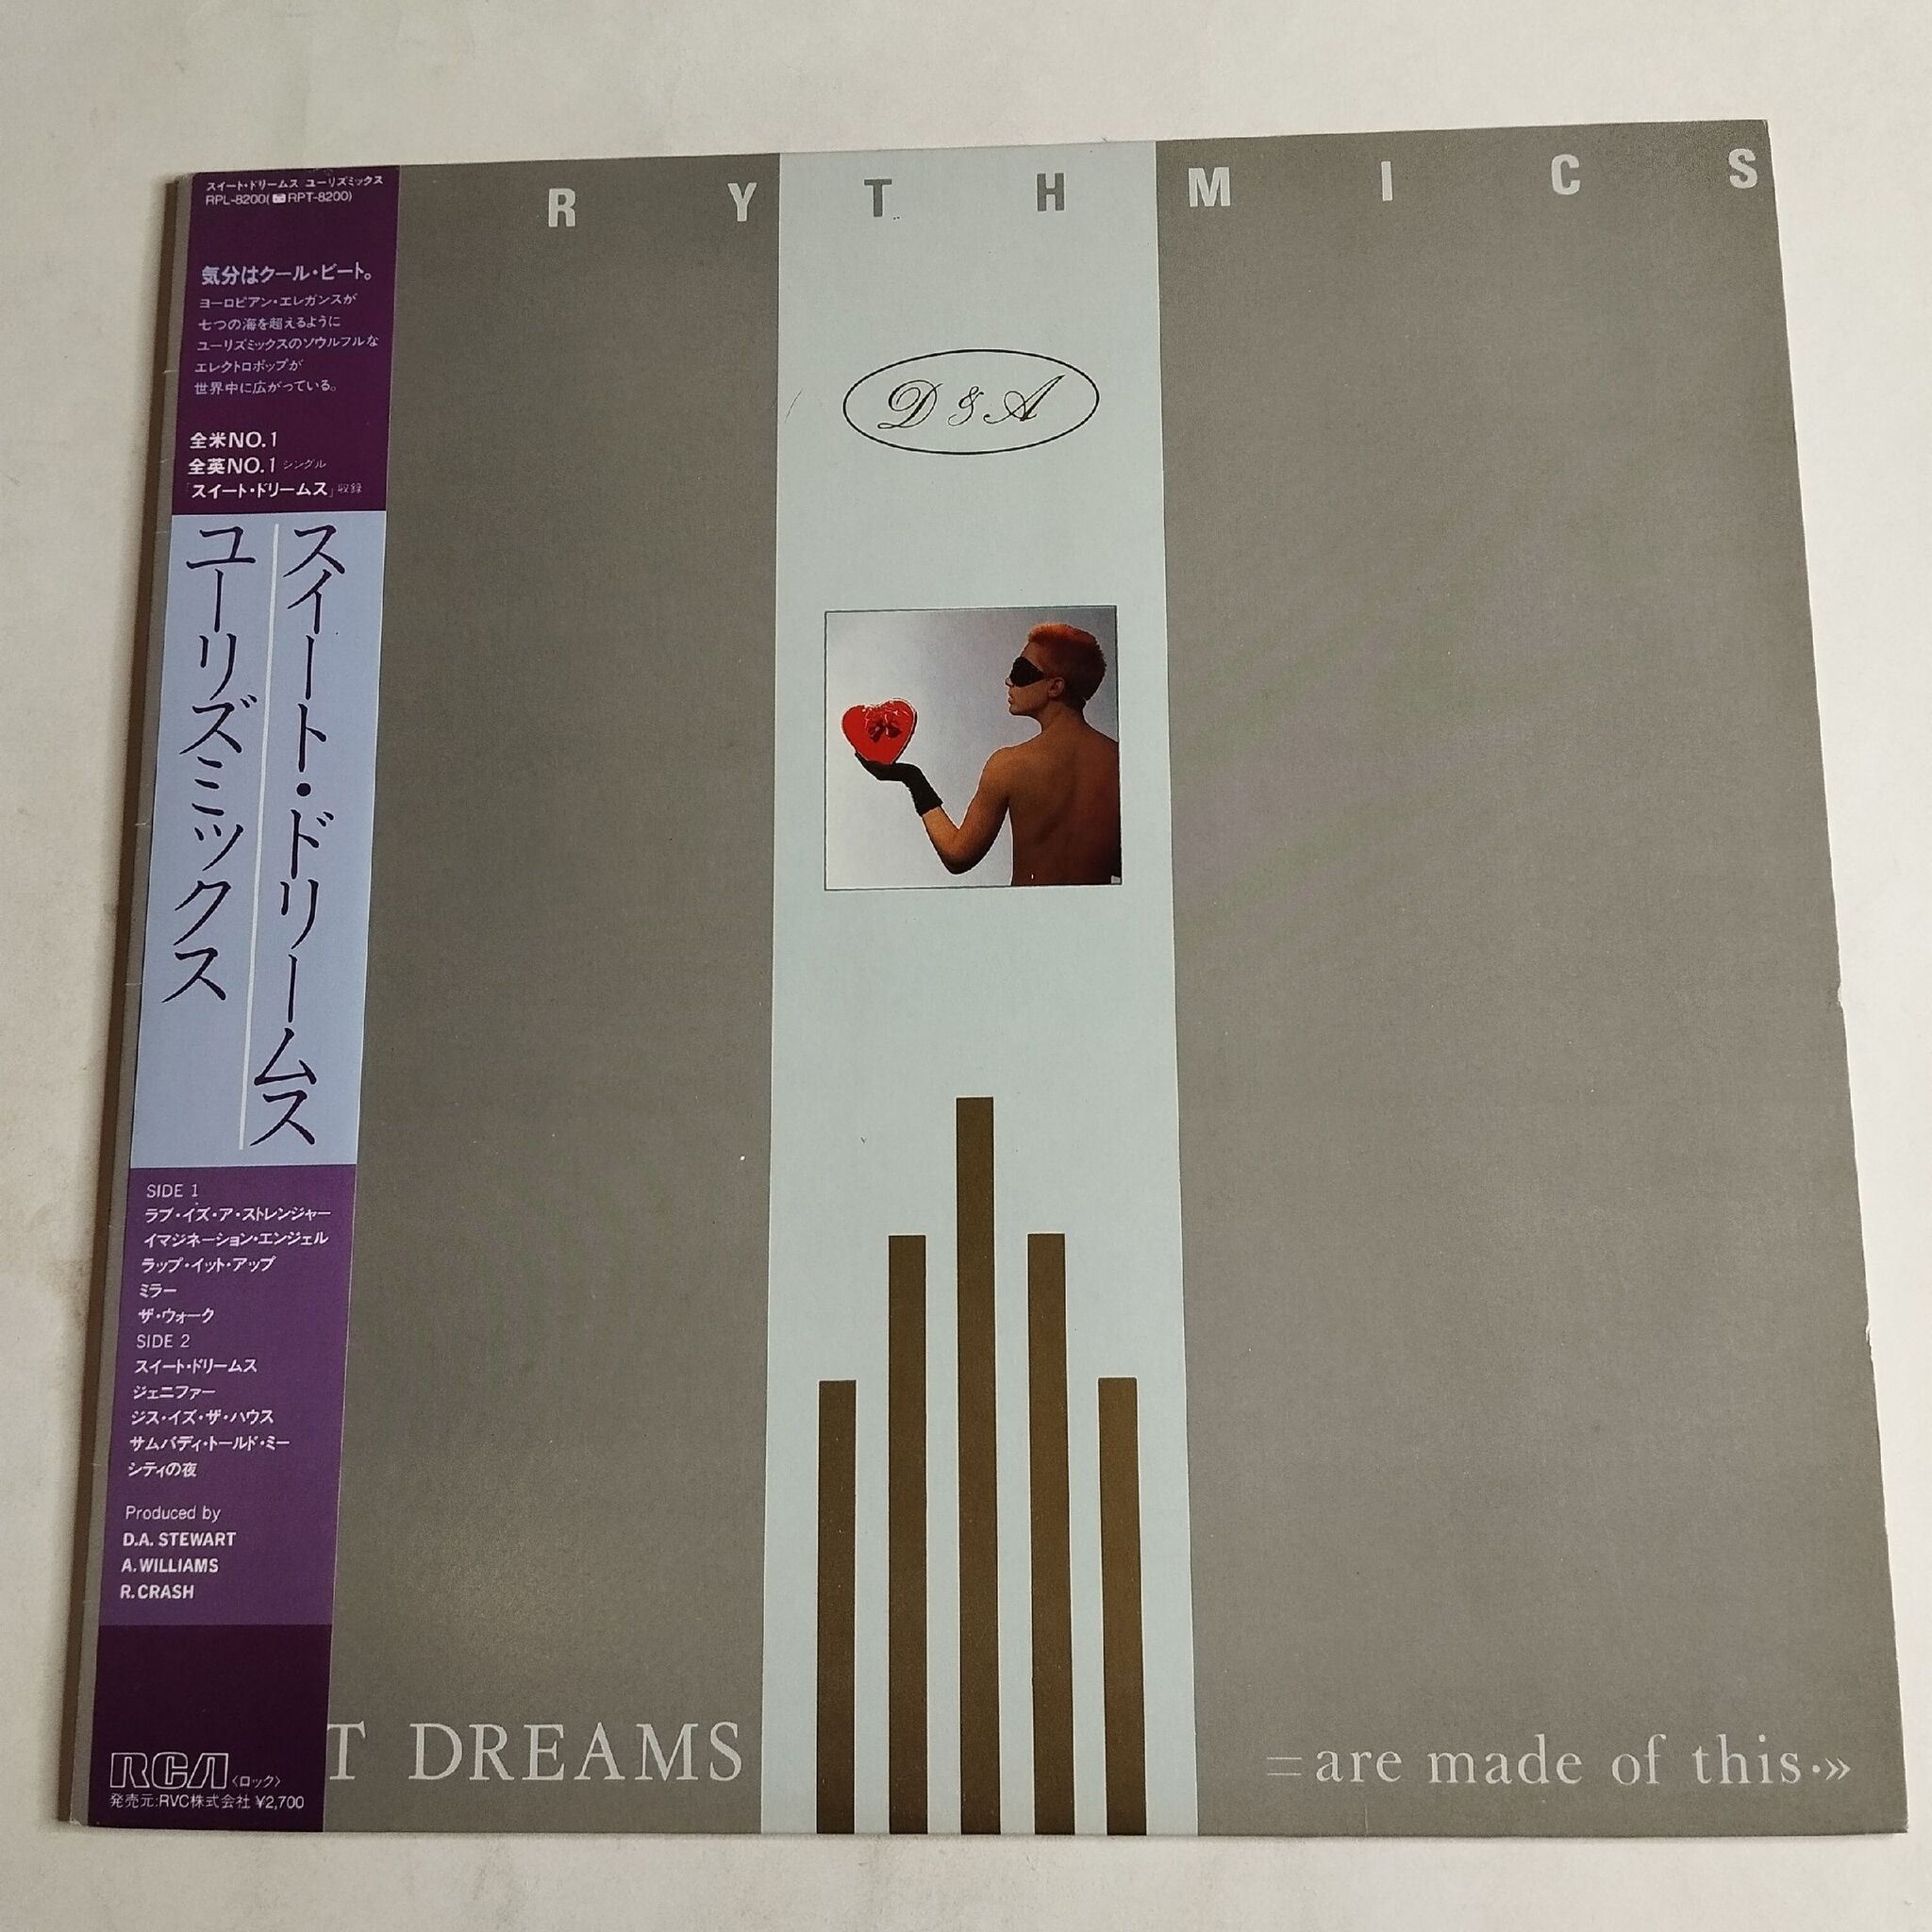 スイート・ドリームス ユーリズミックス
RPL-8200(RPT-8200)
気分はクール・ビート。
ヨーロピアン・エレガンスが
七つの海を超えるように
ユーリズミックスのソウルフルな
エレクトロポップが
世界中に広がっている。
全米NO.1
全英NO.1 シングル
「スイート・ドリームス」収録
スイート・ドリームス
ユーリズミックス
SIDE 1
ラブ・イズ・ア・ストレンジャー
イマジネーション・エンジェル
ラップ・イット・アップ
ミラー
ザ・ウォーク
SIDE 2
スイート・ドリームス
ジェニファー
ジス・イズ・ザ・ハウス
サムバディ・トールド・ミー
シティの夜
Produced by
D.A. STEWART
A. WILLIAMS
R. CRASH
RCA〈ロック〉
発売元:RVC株式会社 ¥2,700
RYTHMICS
D & A
T DREAMS =are made of this·»